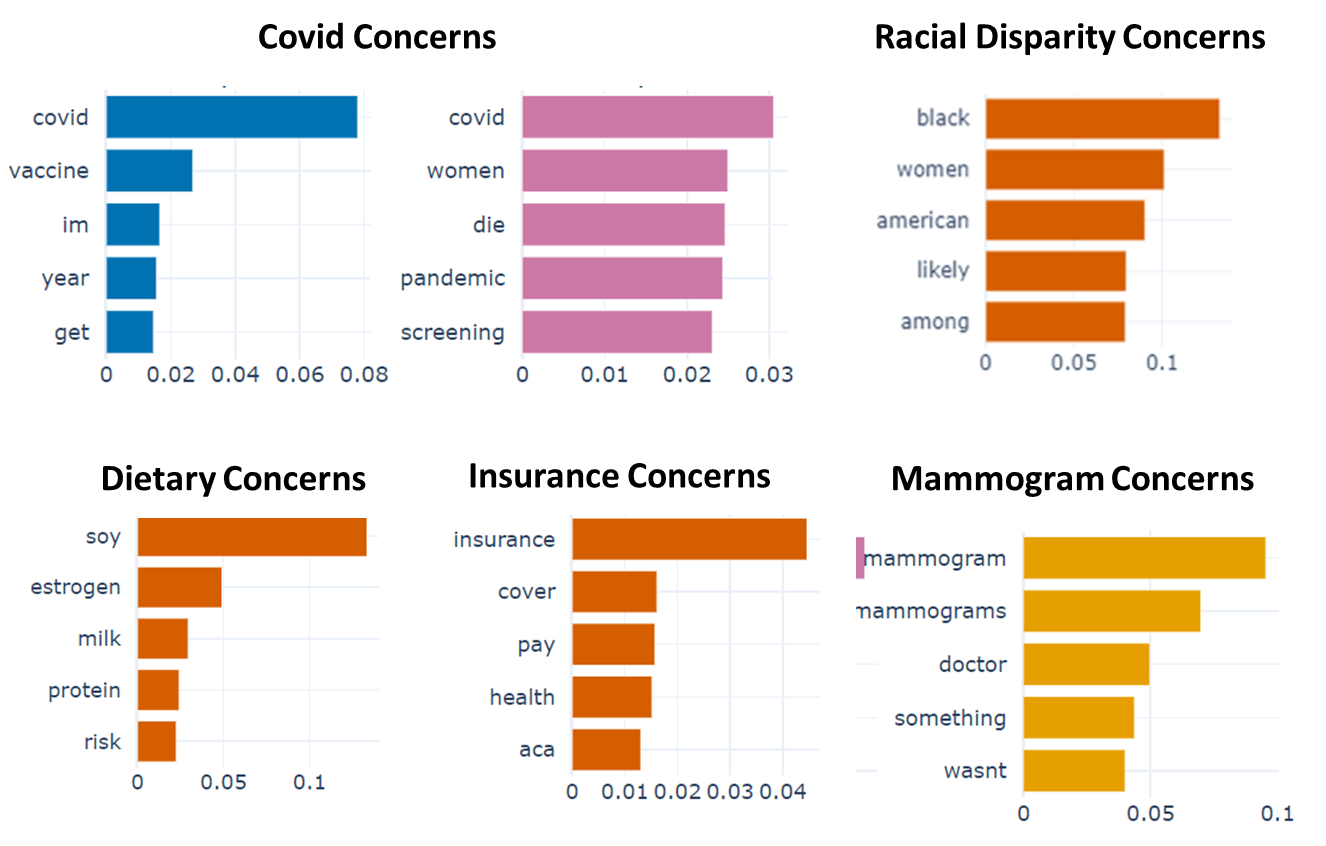 Covid Concerns
covid
vaccine
im
year
get
0 0.02 0.04 0.06 0.08
covid
women
die
pandemic
screening
0 0.01 0.02 0.03
Racial Disparity Concerns
black
women
american
likely
among
0 0.05 0.1
Dietary Concerns
soy
estrogen
milk
protein
risk
0 0.05 0.1
Insurance Concerns
insurance
cover
pay
health
aca
0 0.01 0.02 0.03 0.04
Mammogram Concerns
mammogram
mammograms
doctor
something
wasnt
0 0.05 0.1